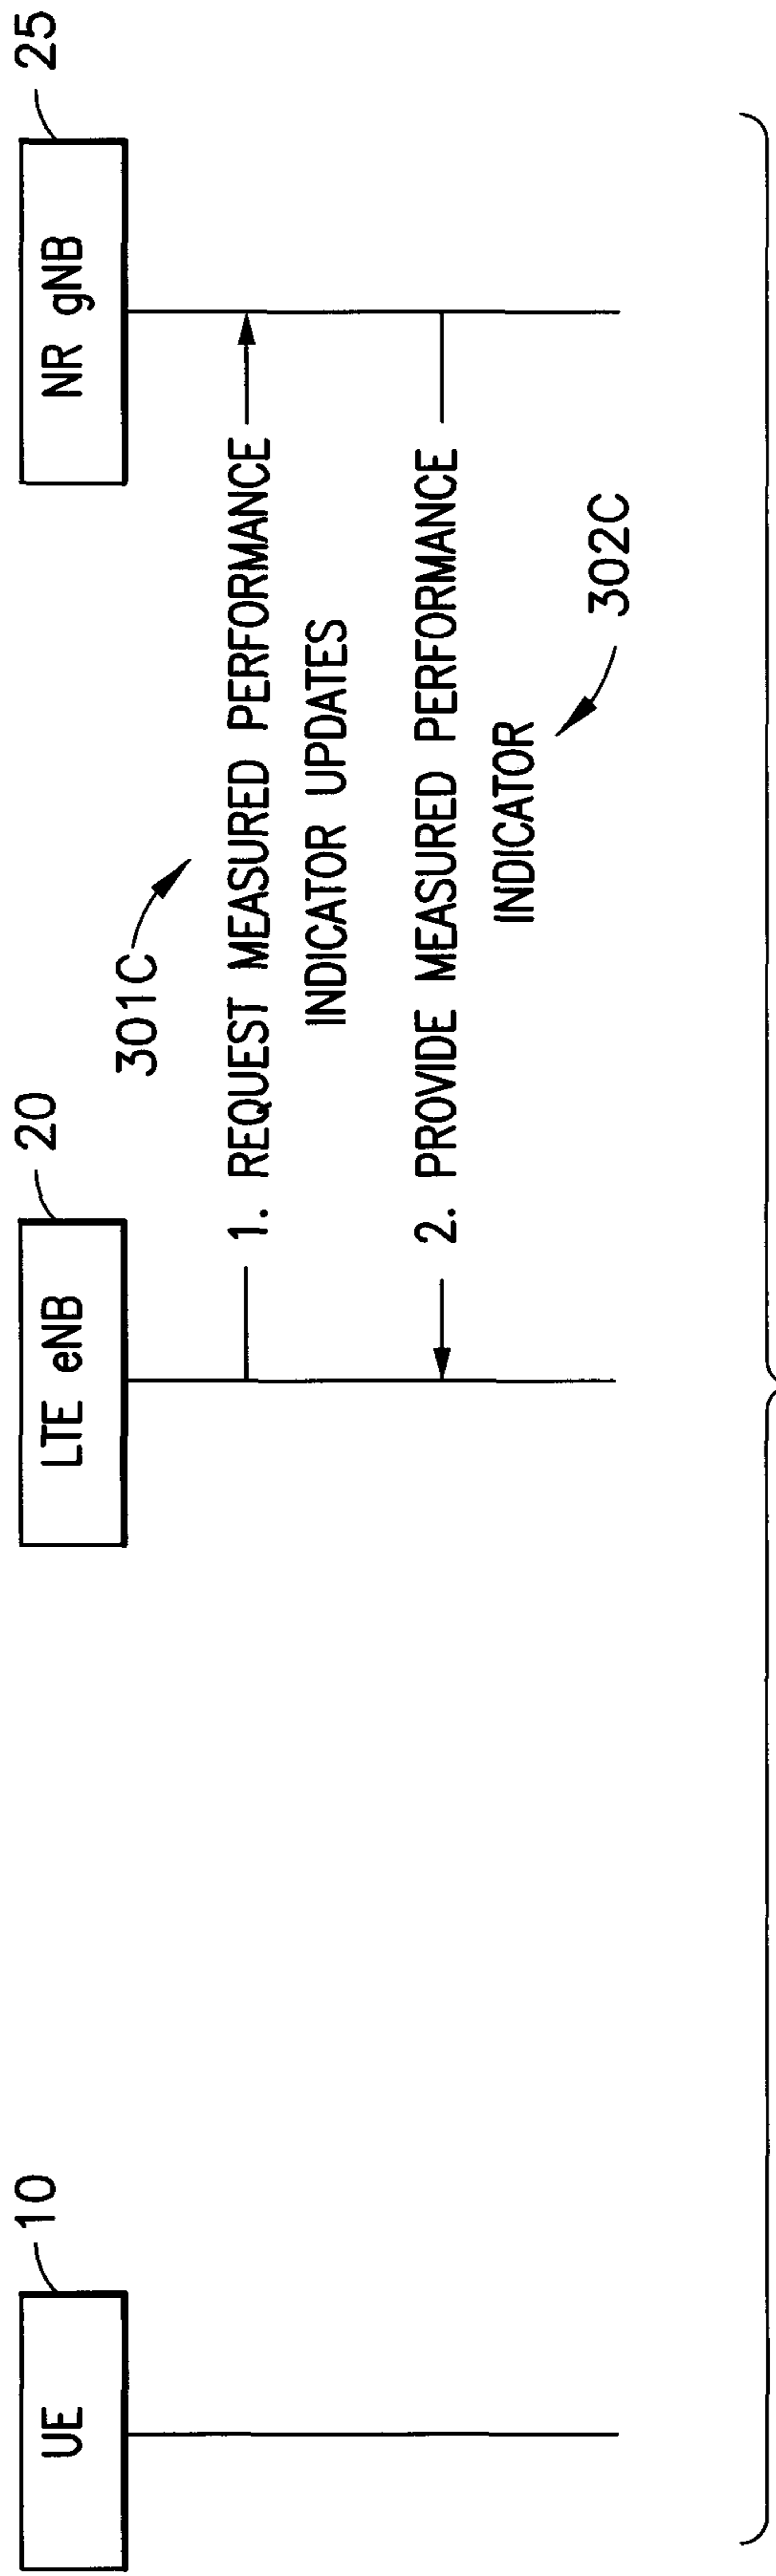 UE
10
LTE eNB
20
NR gNB
25
301C
1. REQUEST MEASURED PERFORMANCE
INDICATOR UPDATES
2. PROVIDE MEASURED PERFORMANCE
INDICATOR
302C